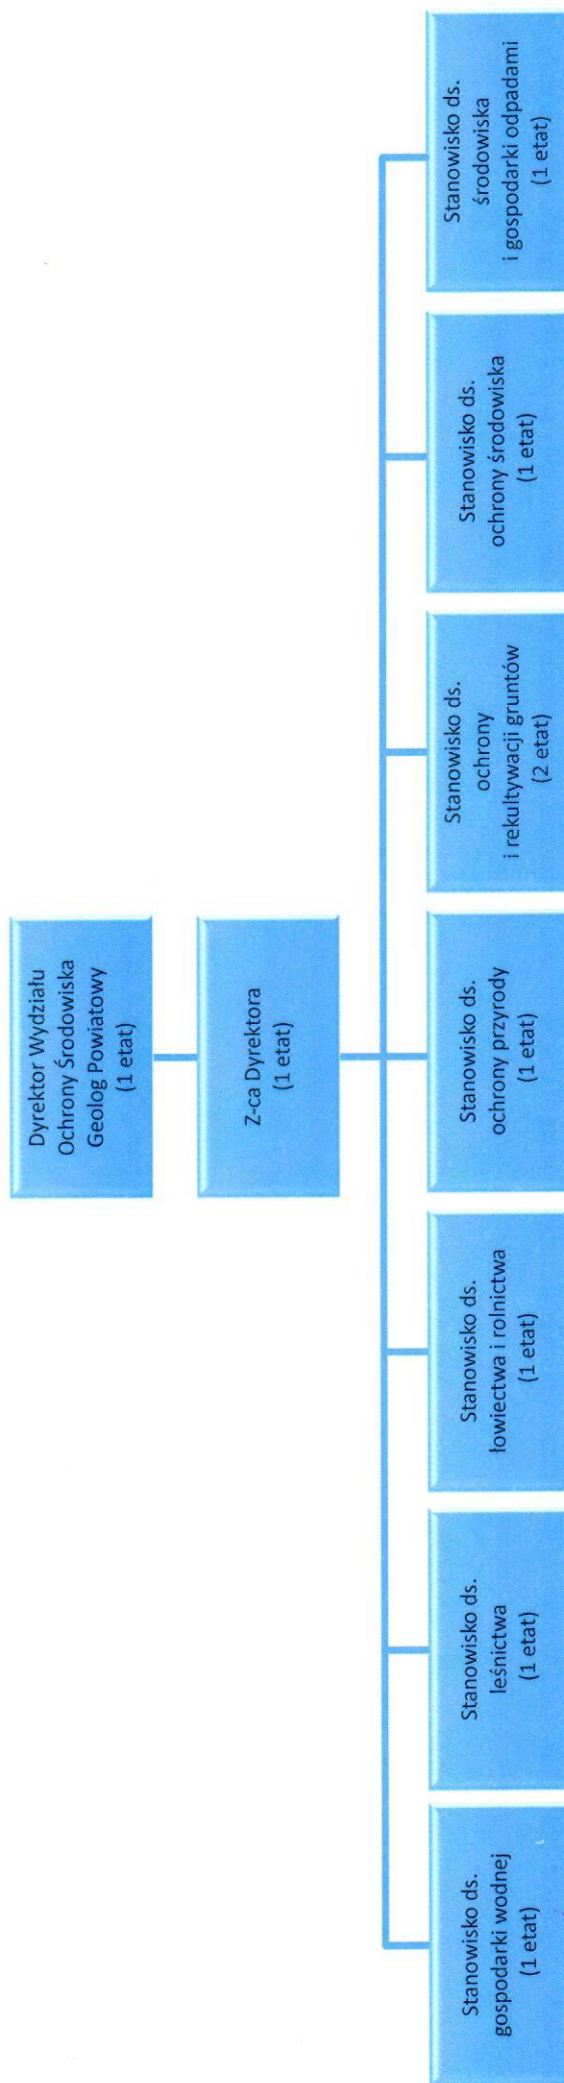 Dyrektor Wydziału
Ochrony Środowiska
Geolog Powiatowy
(1 etat)
Z-ca Dyrektora
(1 etat)
Stanowisko ds.
gospodarki wodnej
(1 etat)
Stanowisko ds.
leśnictwa
(1 etat)
Stanowisko ds.
łowiectwa i rolnictwa
(1 etat)
Stanowisko ds.
ochrony przyrody
(1 etat)
Stanowisko ds.
ochrony
i rekultywacji gruntów
(2 etat)
Stanowisko ds.
ochrony środowiska
(1 etat)
Stanowisko ds.
środowiska
i gospodarki odpadami
(1 etat)